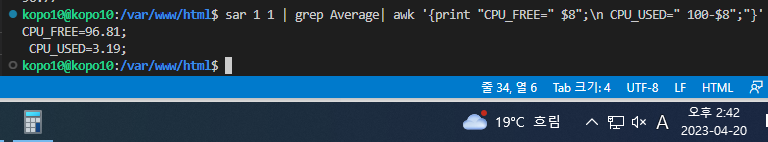 kopo10@kopo10:/var/www/html$ sar 1 1 | grep Average| awk '{print "CPU_FREE=" $8";\n CPU_USED=" 100-$8";"}'
CPU_FREE=96.81;
 CPU_USED=3.19;
kopo10@kopo10:/var/www/html$
줄 34, 열 6 Tab 크기: 4 UTF-8 LF HTML
19°C 흐림 A 오후 2:42
2023-04-20